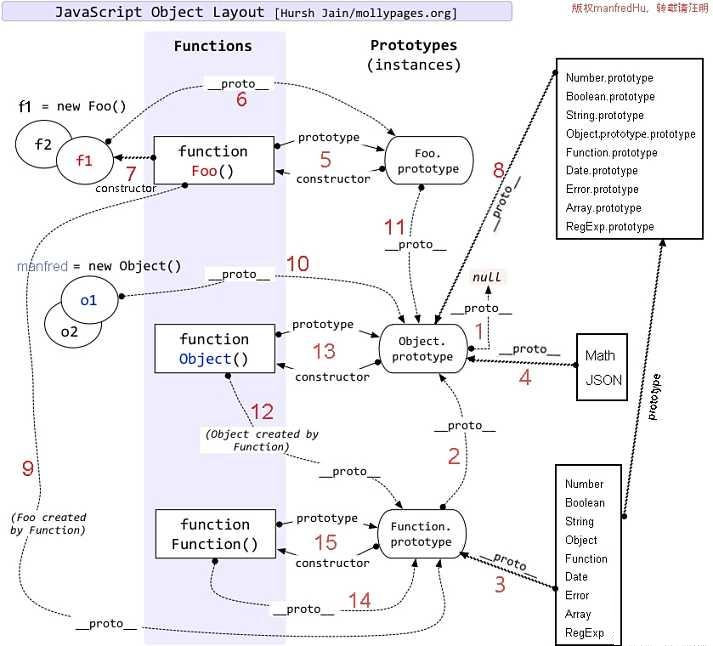 JavaScript Object Layout [Hursh Jain/mollypages.org]
版权manfredHu, 转载请注明
Functions
Prototypes
(instances)
__proto__
6
f1 = new Foo()
f2
f1
7
constructor
function
Foo()
prototype
5
constructor
Foo.
prototype
8
__proto__
Number.prototype
Boolean.prototype
String.prototype
Object.prototype.prototype
Function.prototype
Date.prototype
Error.prototype
Array.prototype
RegExp.prototype
11
__proto__
manfred = new Object()
o1
o2
__proto__
10
null
__proto__
1
function
Object()
prototype
13
constructor
Object.
prototype
__proto__
4
Math
JSON
prototype
12
(Object created by
Function)
__proto__
__proto__
2
9
(Foo created
by Function)
function
Function()
prototype
15
constructor
Function.
prototype
__proto__
3
Number
Boolean
String
Object
Function
Date
Error
Array
RegExp
__proto__
14
__proto__